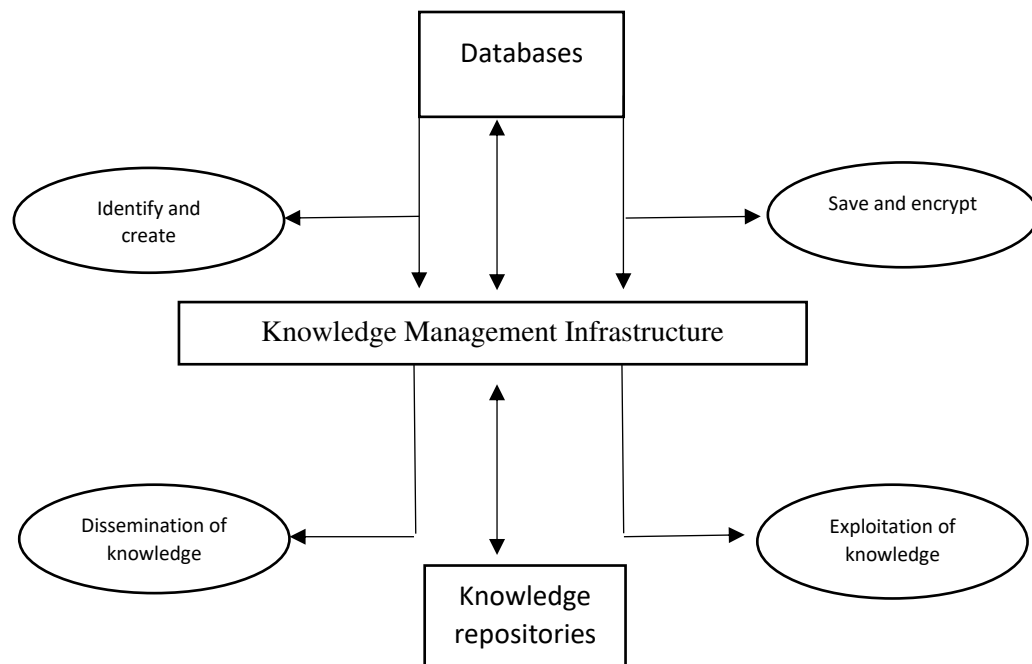 Databases
Identify and
create
Save and encrypt
Knowledge Management Infrastructure
Dissemination of
knowledge
Exploitation of
knowledge
Knowledge
repositories